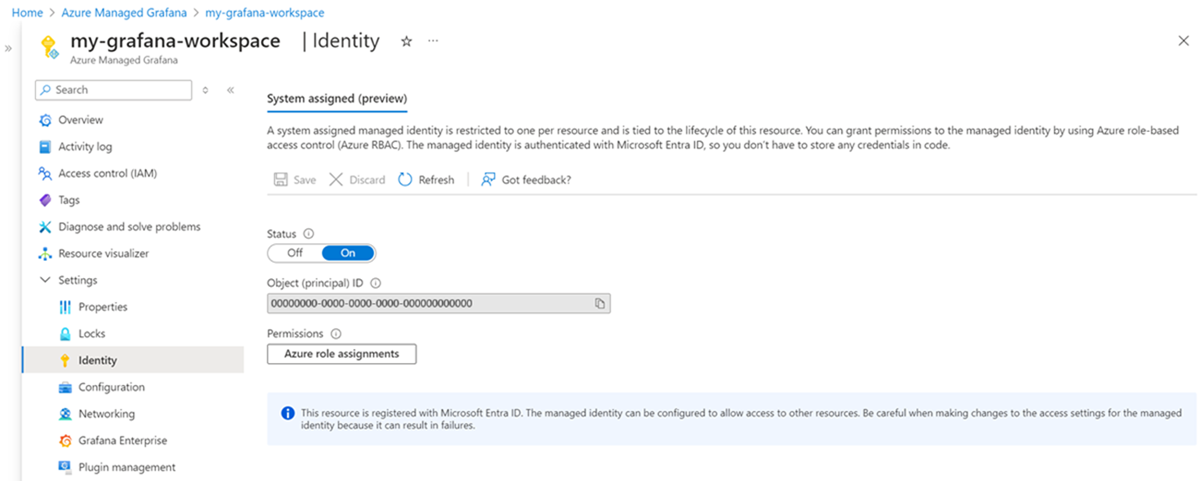 Home > Azure Managed Grafana > my-grafana-workspace
my-grafana-workspace | Identity
Azure Managed Grafana
Search
Overview
Activity log
Access control (IAM)
Tags
Diagnose and solve problems
Resource visualizer
Settings
Properties
Locks
Identity
Configuration
Networking
Grafana Enterprise
Plugin management
System assigned (preview)
A system assigned managed identity is restricted to one per resource and is tied to the lifecycle of this resource. You can grant permissions to the managed identity by using Azure role-based
access control (Azure RBAC). The managed identity is authenticated with Microsoft Entra ID, so you don't have to store any credentials in code.
Save Discard Refresh Got feedback?
Status
Off On
Object (principal) ID
00000000-0000-0000-0000-000000000000
Permissions
Azure role assignments
This resource is registered with Microsoft Entra ID. The managed identity can be configured to allow access to other resources. Be careful when making changes to the access settings for the managed
identity because it can result in failures.